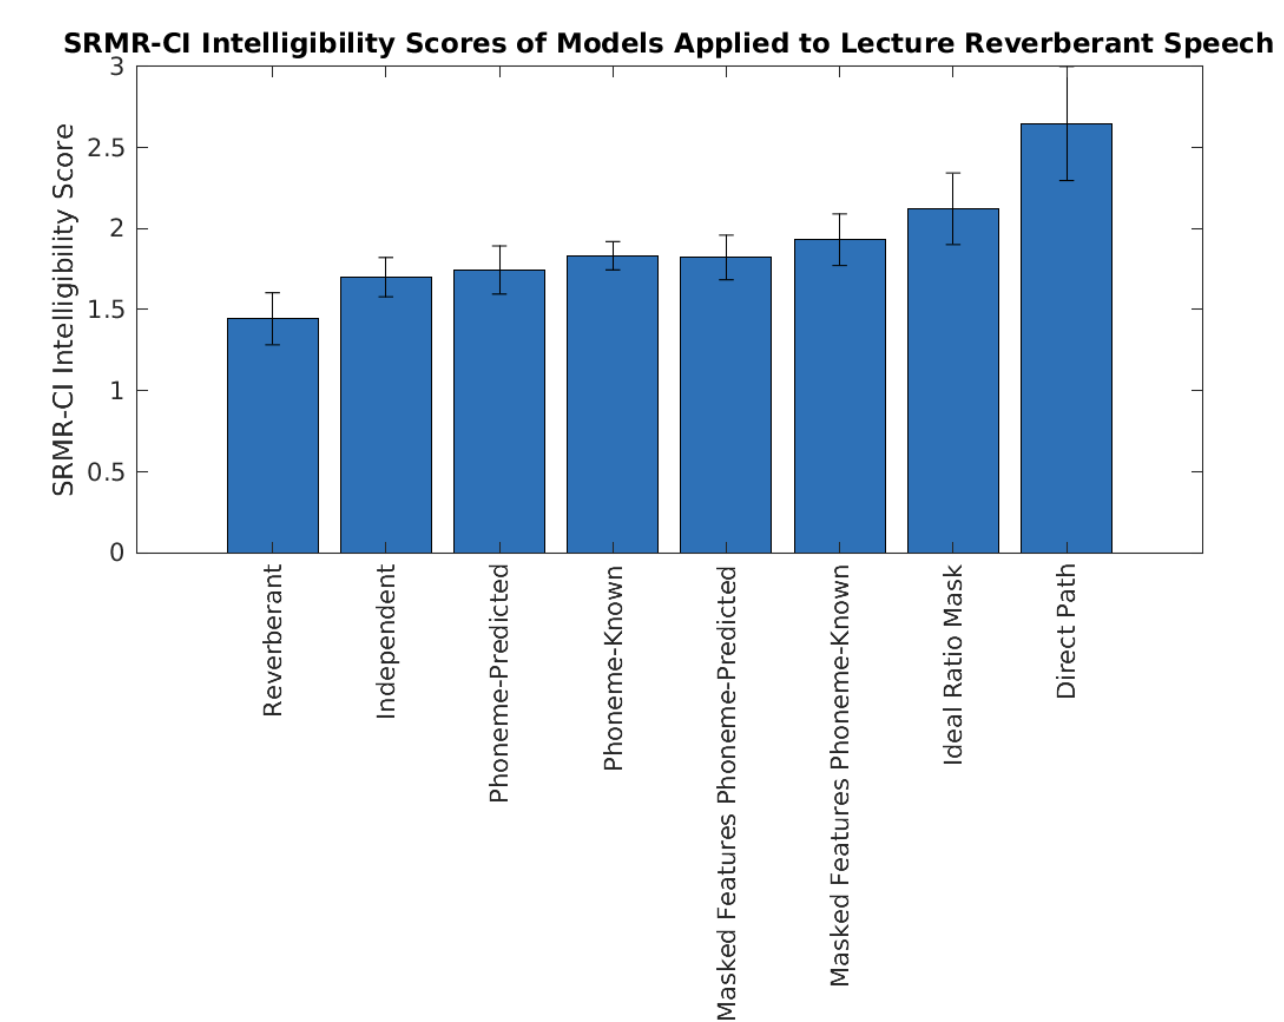 SRMR-CI Intelligibility Scores of Models Applied to Lecture Reverberant Speech
SRMR-CI Intelligibility Score
3
2.5
2
1.5
1
0.5
0
Reverberant
Independent
Phoneme-Predicted
Phoneme-Known
Masked Features Phoneme-Predicted
Masked Features Phoneme-Known
Ideal Ratio Mask
Direct Path